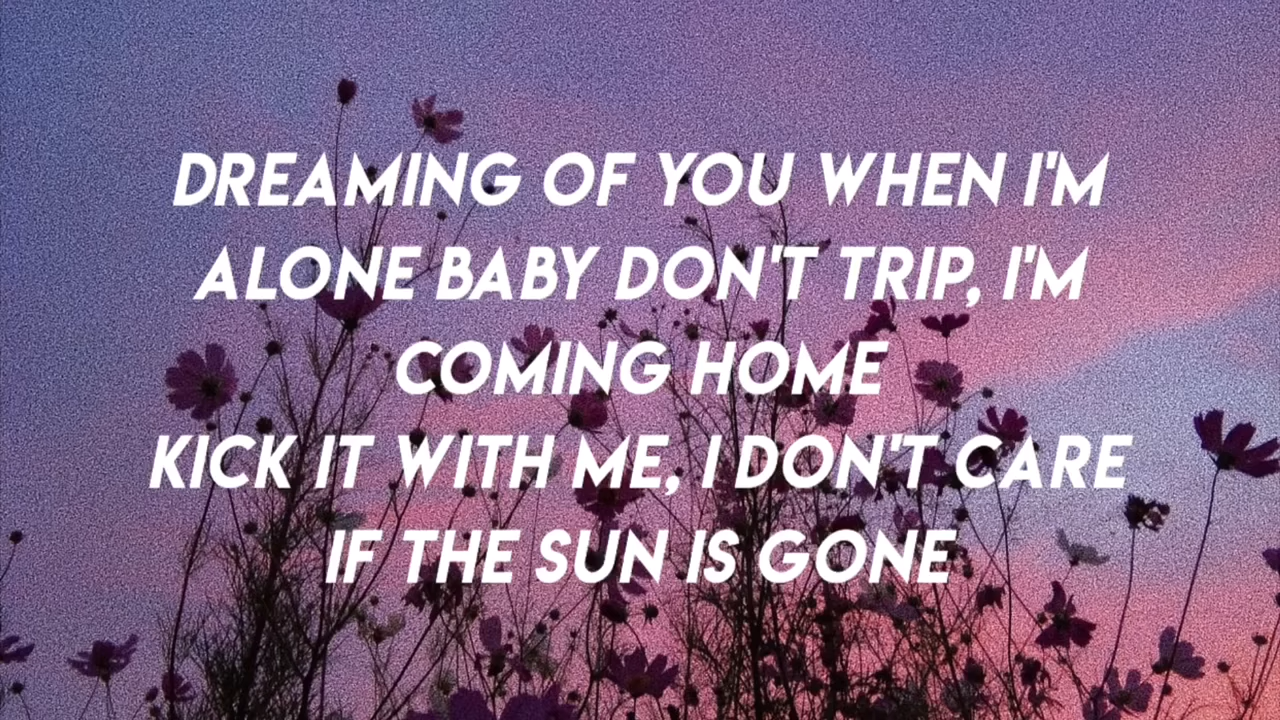 DREAMING OF YOU WHEN I'M
ALONE BABY DON'T TRIP, I'M
COMING HOME
KICK IT WITH ME, I DON'T CARE
IF THE SUN IS GONE